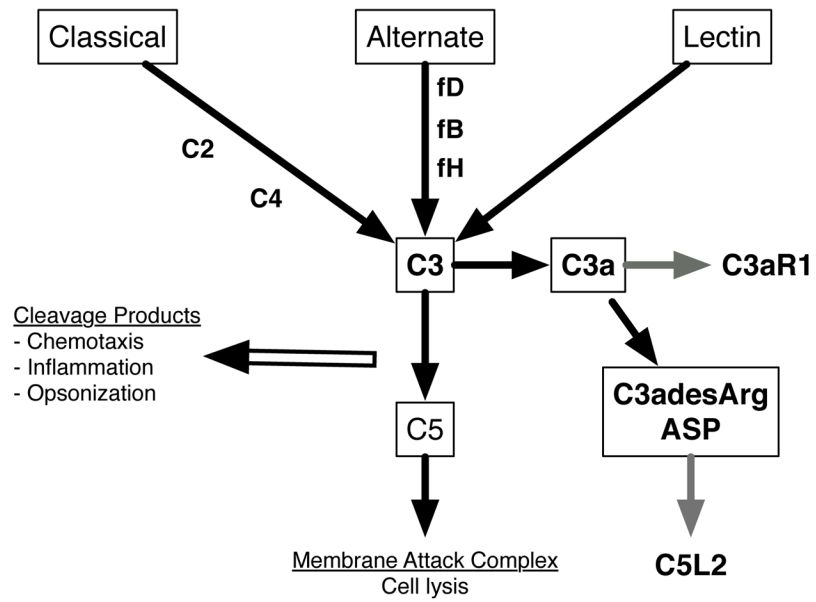 Classical
Alternate
Lectin
fD
fB
fH
C2
C4
C3
C3a
C3aR1
Cleavage Products
- Chemotaxis
- Inflammation
- Opsonization
C5
C3adesArg
ASP
Membrane Attack Complex
Cell lysis
C5L2